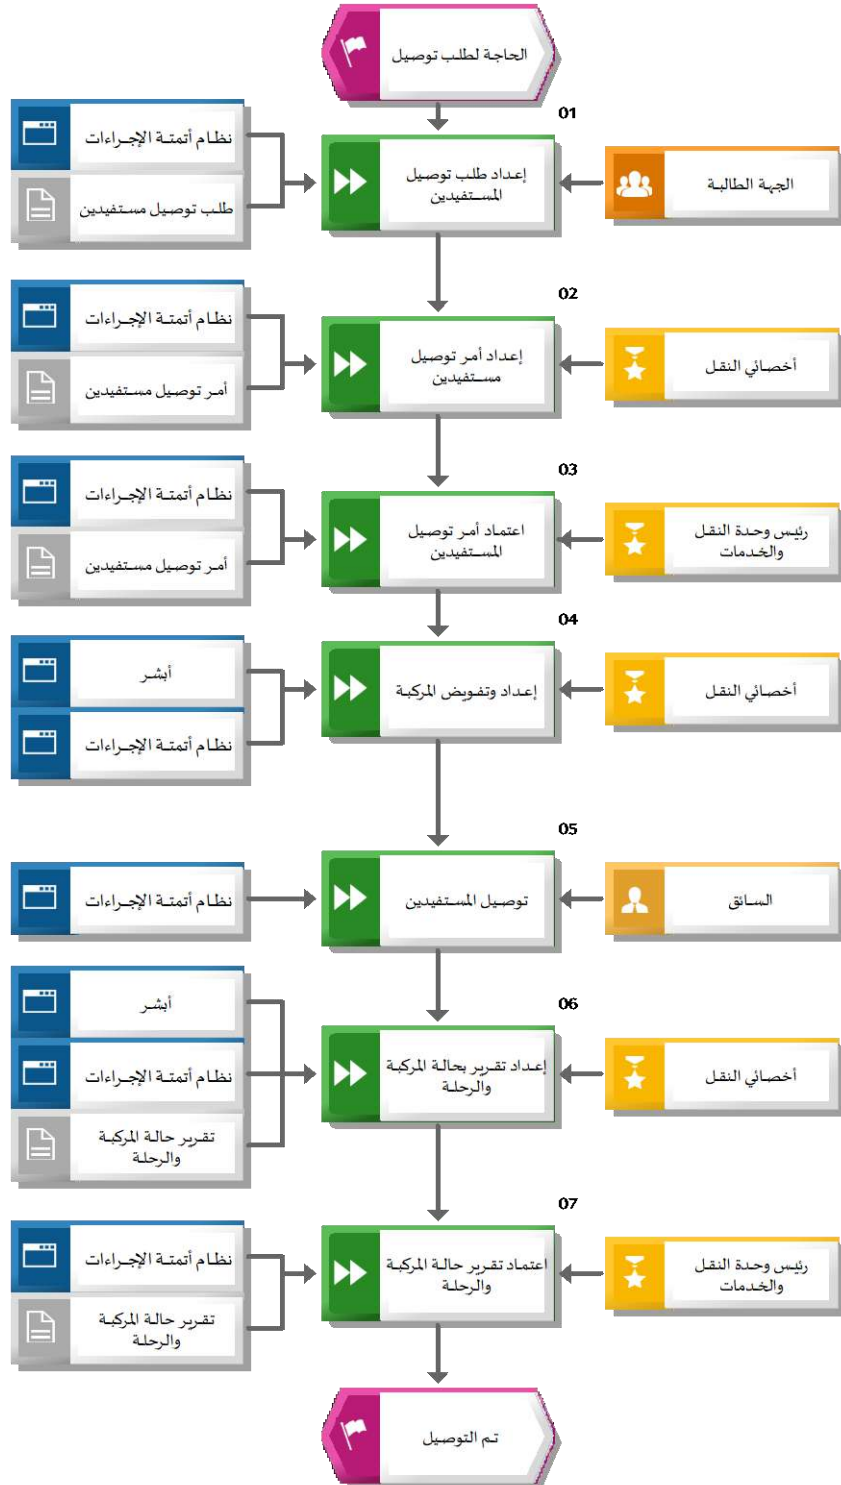 الحاجة لطلب توصيل
01
الجهة الطالبة
إعداد طلب توصيل
المستفيدين
نظام أتمتة الإجراءات
طلب توصيل مستفيدين
02
أخصائي النقل
إعداد أمر توصيل
مستفيدين
نظام أتمتة الإجراءات
أمر توصيل مستفيدين
03
رئيس وحدة النقل
والخدمات
اعتماد أمر توصيل
المستفيدين
نظام أتمتة الإجراءات
أمر توصيل مستفيدين
04
أخصائي النقل
إعداد وتفويض المركبة
أبشر
نظام أتمتة الإجراءات
05
السائق
توصيل المستفيدين
نظام أتمتة الإجراءات
06
أخصائي النقل
إعداد تقرير بحالة المركبة
والرحلة
أبشر
نظام أتمتة الإجراءات
تقرير حالة المركبة
والرحلة
07
رئيس وحدة النقل
والخدمات
اعتماد تقرير حالة المركبة
والرحلة
نظام أتمتة الإجراءات
تقرير حالة المركبة
والرحلة
تم التوصيل